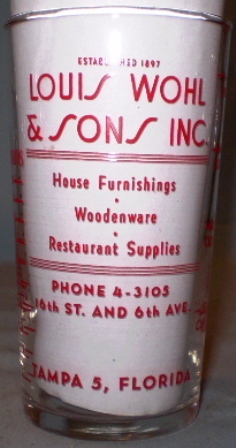 ESTABLISHED 1897
LOUIS WOHL
& SONS INC.
House Furnishings
•
Woodenware
•
Restaurant Supplies
PHONE 4-3105
16th ST. AND 6th AVE.
TAMPA 5, FLORIDA